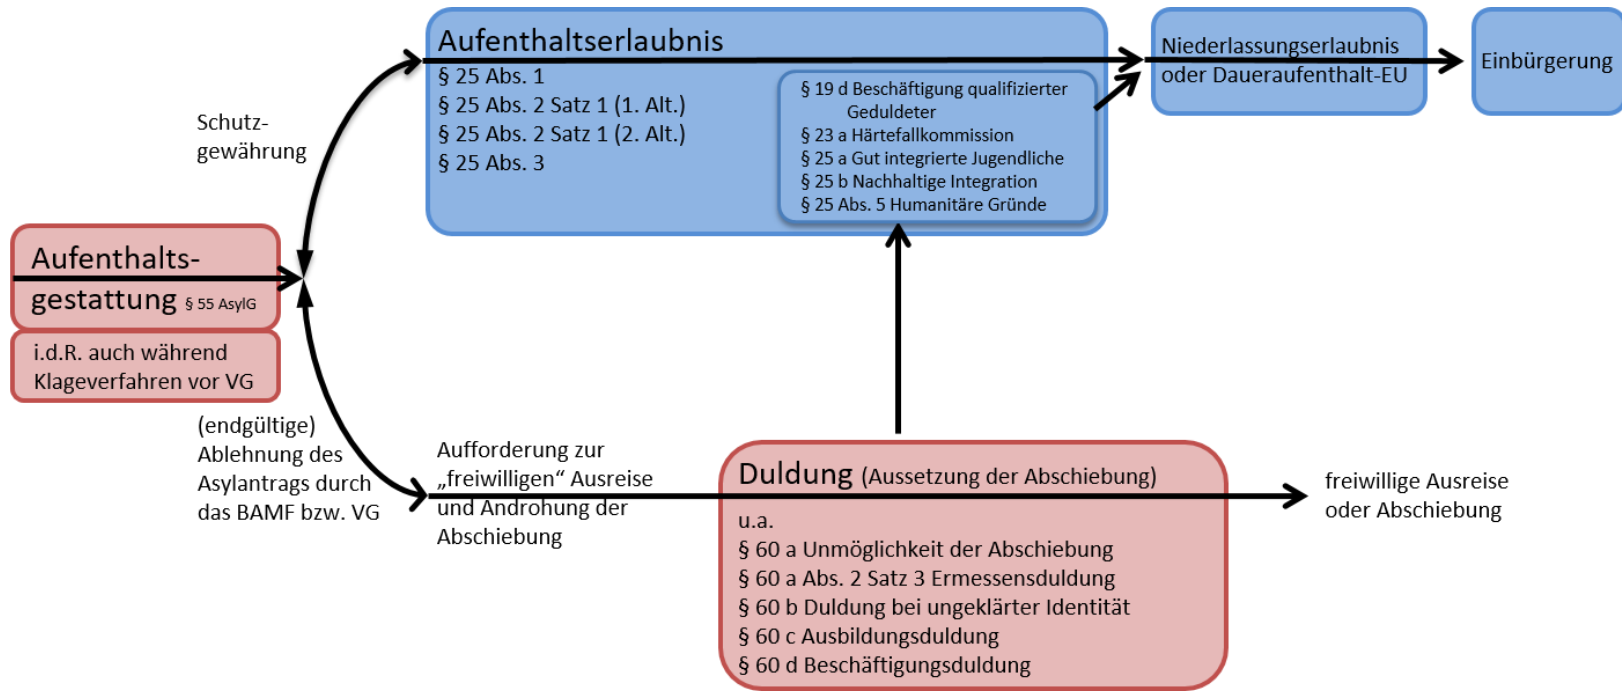 Aufenthaltserlaubnis
§ 25 Abs. 1
§ 25 Abs. 2 Satz 1 (1. Alt.)
§ 25 Abs. 2 Satz 1 (2. Alt.)
§ 25 Abs. 3
§ 19 d Beschäftigung qualifizierter
Geduldeter
§ 23 a Härtefallkommission
§ 25 a Gut integrierte Jugendliche
§ 25 b Nachhaltige Integration
§ 25 Abs. 5 Humanitäre Gründe
Niederlassungserlaubnis
oder Daueraufenthalt-EU
Einbürgerung
Schutz-
gewährung
Aufenthalts-
gestattung § 55 AsylG
i.d.R. auch während
Klageverfahren vor VG
(endgültige)
Ablehnung des
Asylantrags durch
das BAMF bzw. VG
Aufforderung zur
„freiwilligen“ Ausreise
und Androhung der
Abschiebung
Duldung (Aussetzung der Abschiebung)
u.a.
§ 60 a Unmöglichkeit der Abschiebung
§ 60 a Abs. 2 Satz 3 Ermessensduldung
§ 60 b Duldung bei ungeklärter Identität
§ 60 c Ausbildungsduldung
§ 60 d Beschäftigungsduldung
freiwillige Ausreise
oder Abschiebung